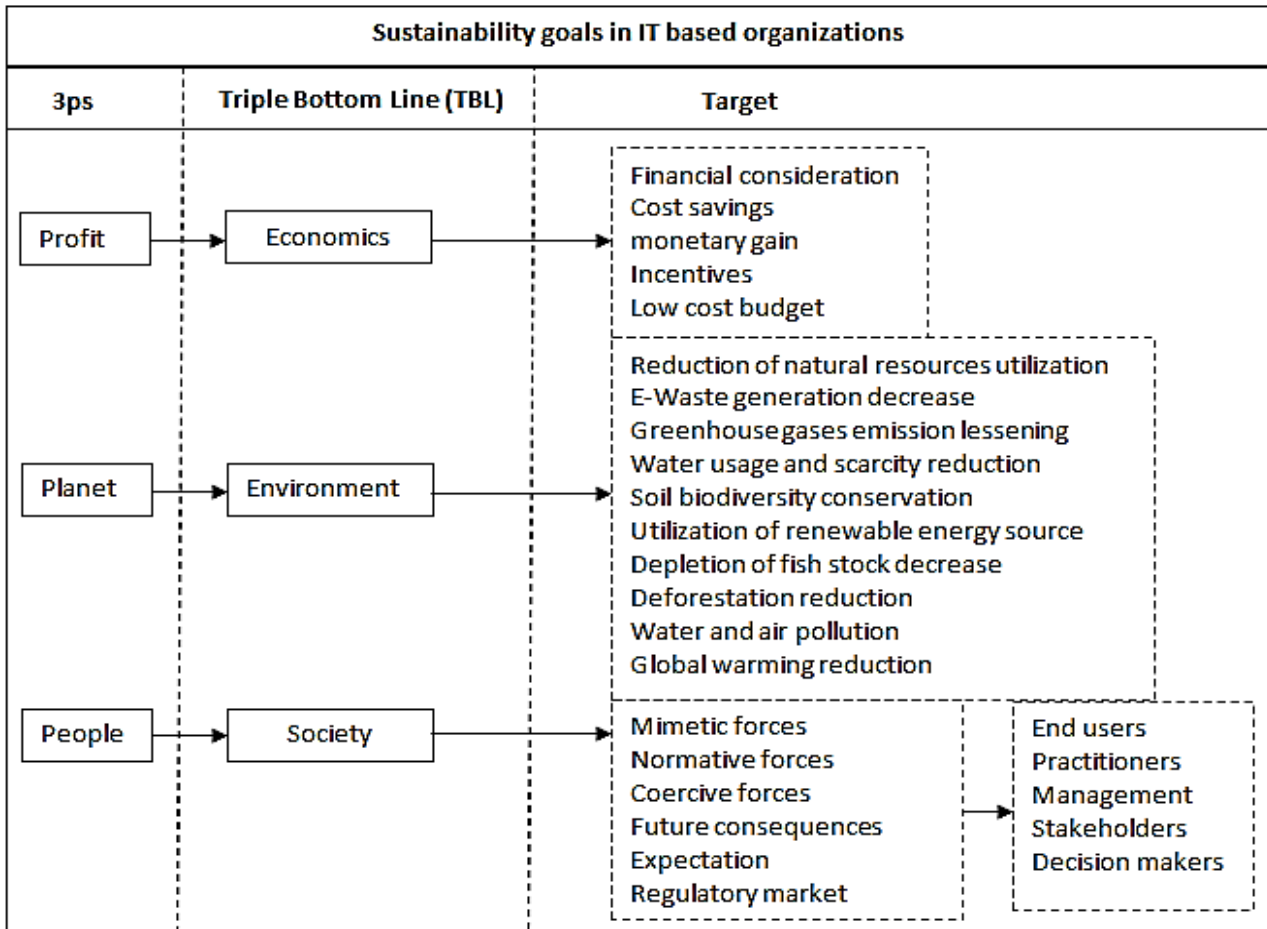 Sustainability goals in IT based organizations
3ps Triple Bottom Line (TBL) Target
Profit
Economics
Financial consideration
Cost savings
monetary gain
Incentives
Low cost budget
Planet
Environment
Reduction of natural resources utilization
E-Waste generation decrease
Greenhouse gases emission lessening
Water usage and scarcity reduction
Soil biodiversity conservation
Utilization of renewable energy source
Depletion of fish stock decrease
Deforestation reduction
Water and air pollution
Global warming reduction
People
Society
Mimetic forces
Normative forces
Coercive forces
Future consequences
Expectation
Regulatory market
End users
Practitioners
Management
Stakeholders
Decision makers